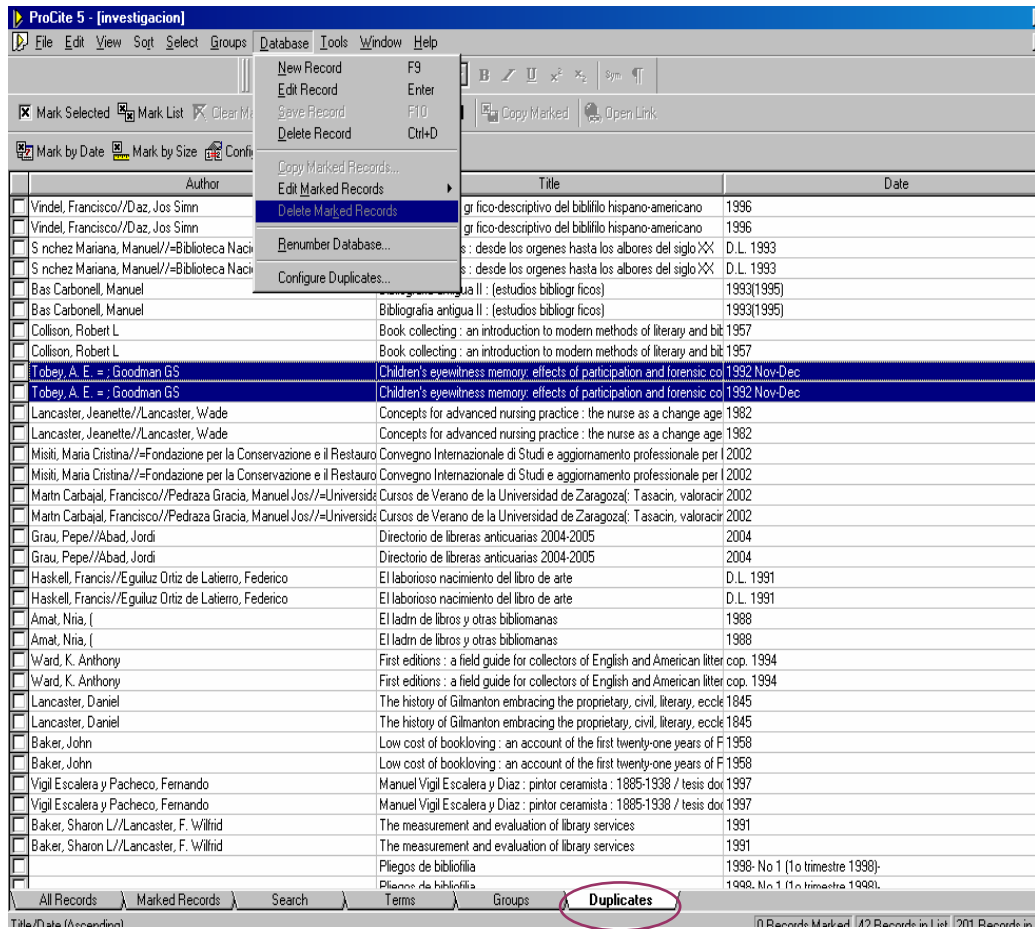 ProCite 5 - [investigacion]
File Edit View Sort Select Groups Database Tools Window Help
New Record F9
Edit Record Enter
Save Record F10
Delete Record Ctrl+D
Copy Marked Records...
Edit Marked Records
Delete Marked Records
Renumber Database...
Configure Duplicates...
B I U x² x₂ Sym ¶
Mark Selected Mark List Clear Ma Copy Marked Open Link
Mark by Date Mark by Size Config
Author Title Date
Vindel, Francisco//Daz, Jos Simn gr fico-descriptivo del biblifilo hispano-americano 1996
Vindel, Francisco//Daz, Jos Simn gr fico-descriptivo del biblifilo hispano-americano 1996
S nchez Mariana, Manuel//=Biblioteca Naci s : desde los orgenes hasta los albores del siglo XX D.L. 1993
S nchez Mariana, Manuel//=Biblioteca Naci s : desde los orgenes hasta los albores del siglo XX D.L. 1993
Bas Carbonell, Manuel Bibliografia antigua II : (estudios bibliogr ficos) 1993(1995)
Bas Carbonell, Manuel Bibliografia antigua II : (estudios bibliogr ficos) 1993(1995)
Collison, Robert L Book collecting : an introduction to modern methods of literary and bit 1957
Collison, Robert L Book collecting : an introduction to modern methods of literary and bit 1957
Tobey, A. E. = ; Goodman GS Children's eyewitness memory: effects of participation and forensic co 1992 Nov-Dec
Tobey, A. E. = ; Goodman GS Children's eyewitness memory: effects of participation and forensic co 1992 Nov-Dec
Lancaster, Jeanette//Lancaster, Wade Concepts for advanced nursing practice : the nurse as a change age 1982
Lancaster, Jeanette//Lancaster, Wade Concepts for advanced nursing practice : the nurse as a change age 1982
Misiti, Maria Cristina//=Fondazione per la Conservazione e il Restauro Convegno Internazionale di Studi e aggiornamento professionale per l 2002
Misiti, Maria Cristina//=Fondazione per la Conservazione e il Restauro Convegno Internazionale di Studi e aggiornamento professionale per l 2002
Martn Carbajal, Francisco//Pedraza Gracia, Manuel Jos//=Universida Cursos de Verano de la Universidad de Zaragoza(: Tasacin, valoracir 2002
Martn Carbajal, Francisco//Pedraza Gracia, Manuel Jos//=Universida Cursos de Verano de la Universidad de Zaragoza(: Tasacin, valoracir 2002
Grau, Pepe//Abad, Jordi Directorio de libreras anticuarias 2004-2005 2004
Grau, Pepe//Abad, Jordi Directorio de libreras anticuarias 2004-2005 2004
Haskell, Francis//Eguiluz Ortiz de Latierro, Federico El laborioso nacimiento del libro de arte D.L. 1991
Haskell, Francis//Eguiluz Ortiz de Latierro, Federico El laborioso nacimiento del libro de arte D.L. 1991
Amat, Nria, ( El ladrn de libros y otras bibliomanas 1988
Amat, Nria, ( El ladrn de libros y otras bibliomanas 1988
Ward, K. Anthony First editions : a field guide for collectors of English and American litter cop. 1994
Ward, K. Anthony First editions : a field guide for collectors of English and American litter cop. 1994
Lancaster, Daniel The history of Gilmanton embracing the proprietary, civil, literary, eccle 1845
Lancaster, Daniel The history of Gilmanton embracing the proprietary, civil, literary, eccle 1845
Baker, John Low cost of bookloving : an account of the first twenty-one years of F 1958
Baker, John Low cost of bookloving : an account of the first twenty-one years of F 1958
Vigil Escalera y Pacheco, Fernando Manuel Vigil Escalera y Diaz : pintor ceramista : 1885-1938 / tesis doc 1997
Vigil Escalera y Pacheco, Fernando Manuel Vigil Escalera y Diaz : pintor ceramista : 1885-1938 / tesis doc 1997
Baker, Sharon L//Lancaster, F. Wilfrid The measurement and evaluation of library services 1991
Baker, Sharon L//Lancaster, F. Wilfrid The measurement and evaluation of library services 1991
Pliegos de bibliofilia 1998- No 1 (1o trimestre 1998)-
Pliegos de bibliofilia 1998- No 1 (1o trimestre 1998)-
All Records Marked Records Search Terms Groups Duplicates
Title/Date (Ascending) 0 Records Marked 42 Records in List 201 Records in